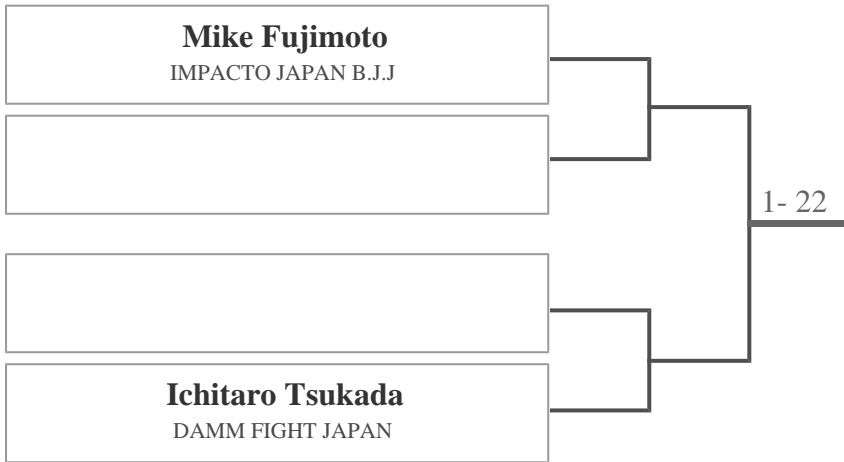 Mike Fujimoto
IMPACTO JAPAN B.J.J
1- 22
Ichitaro Tsukada
DAMM FIGHT JAPAN